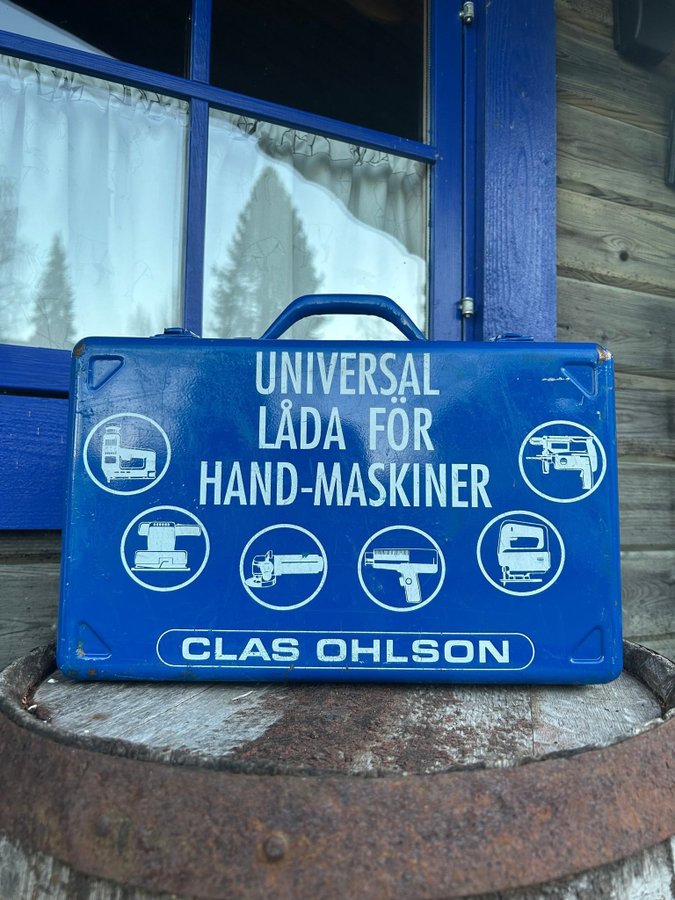 UNIVERSAL
LÅDA FÖR
HAND-MASKINER
CLAS OHLSON